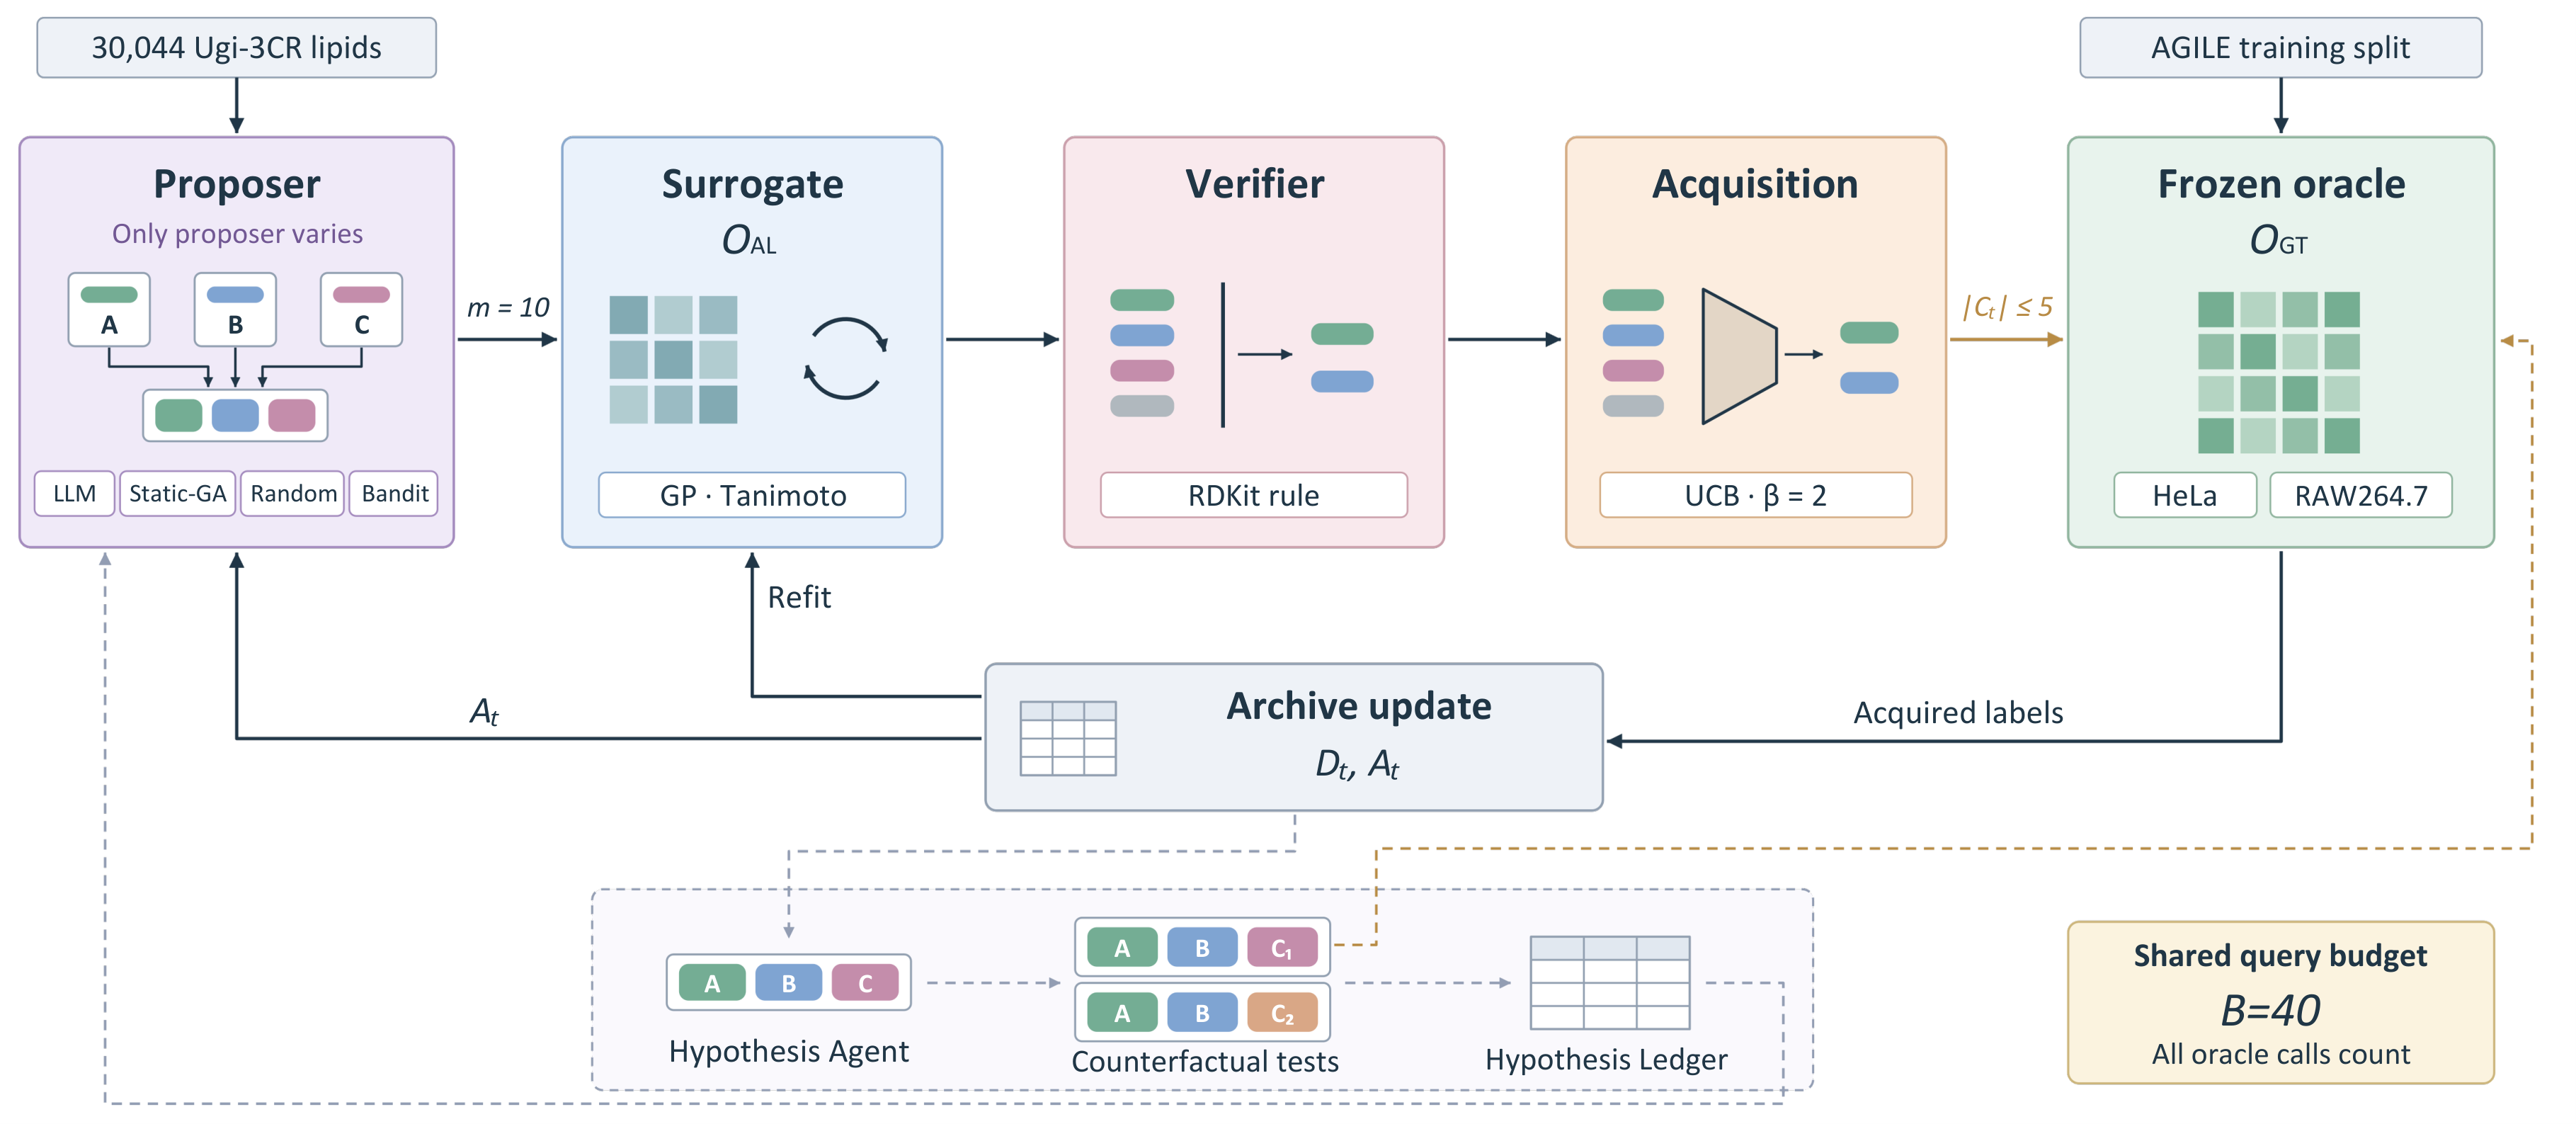 30,044 Ugi-3CR lipids
AGILE training split
Proposer
Only proposer varies
A
B
C
LLM
Static-GA
Random
Bandit
m = 10
Surrogate
O_AL
GP · Tanimoto
Verifier
RDKit rule
Acquisition
UCB · β = 2
|Cₜ| ≤ 5
Frozen oracle
O_GT
HeLa
RAW264.7
Refit
Aₜ
Archive update
Dₜ, Aₜ
Acquired labels
A B C
Hypothesis Agent
A B C₁
A B C₂
Counterfactual tests
Hypothesis Ledger
Shared query budget
B=40
All oracle calls count